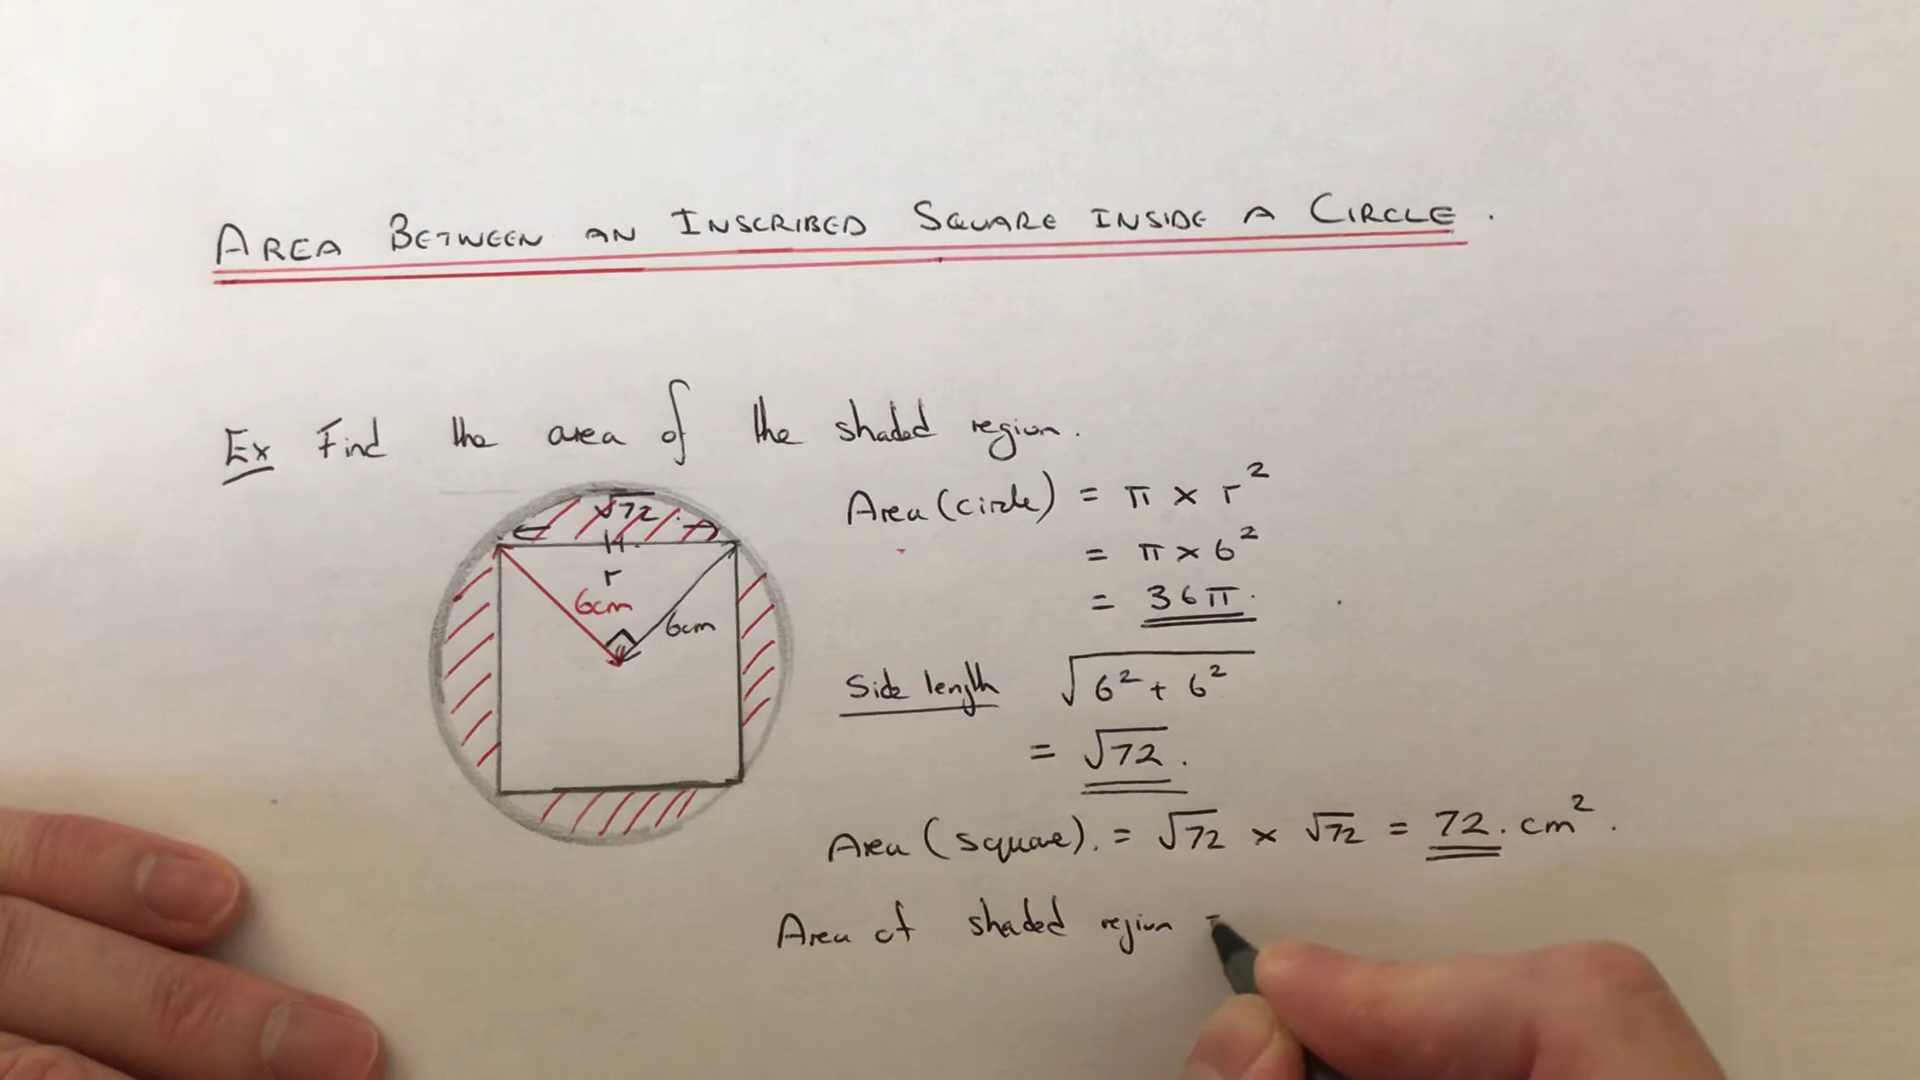 AREA BETWEEN AN INSCRIBED SQUARE INSIDE A CIRCLE.
Ex Find the area of the shaded region.
√72
r
6cm
6cm
Area (circle) = π × r²
= π × 6²
= 36π.
Side length √6² + 6²
= √72.
Area (square). = √72 × √72 = 72. cm².
Area of shaded region =